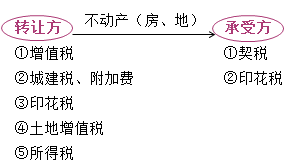 转让方 不动产（房、地） 承受方
①增值税 ①契税
②城建税、附加费 ②印花税
③印花税
④土地增值税
⑤所得税